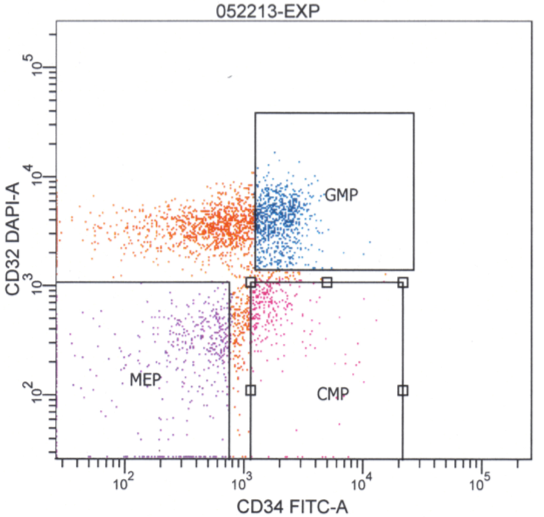 052213-EXP
10^5
10^4
10^3
10^2
CD32 DAPI-A
GMP
MEP
CMP
10^2 10^3 10^4 10^5
CD34 FITC-A